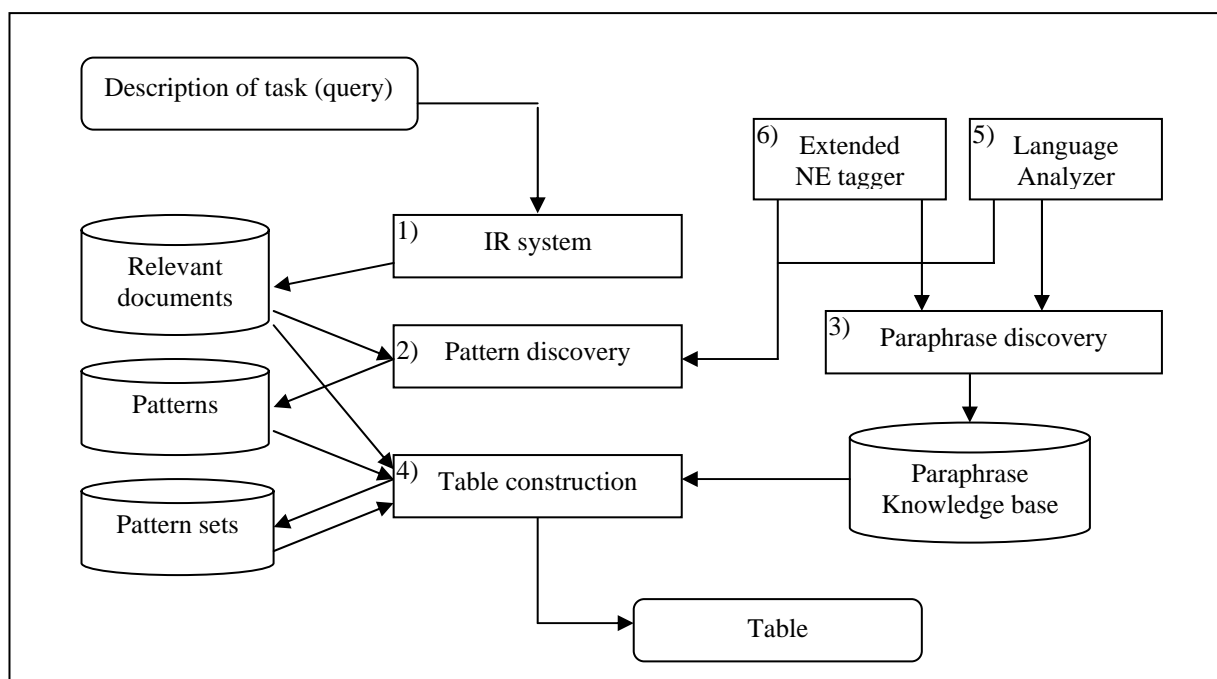 Description of task (query)
6) Extended
NE tagger
5) Language
Analyzer
1) IR system
Relevant
documents
2) Pattern discovery
3) Paraphrase discovery
Patterns
4) Table construction
Paraphrase
Knowledge base
Pattern sets
Table